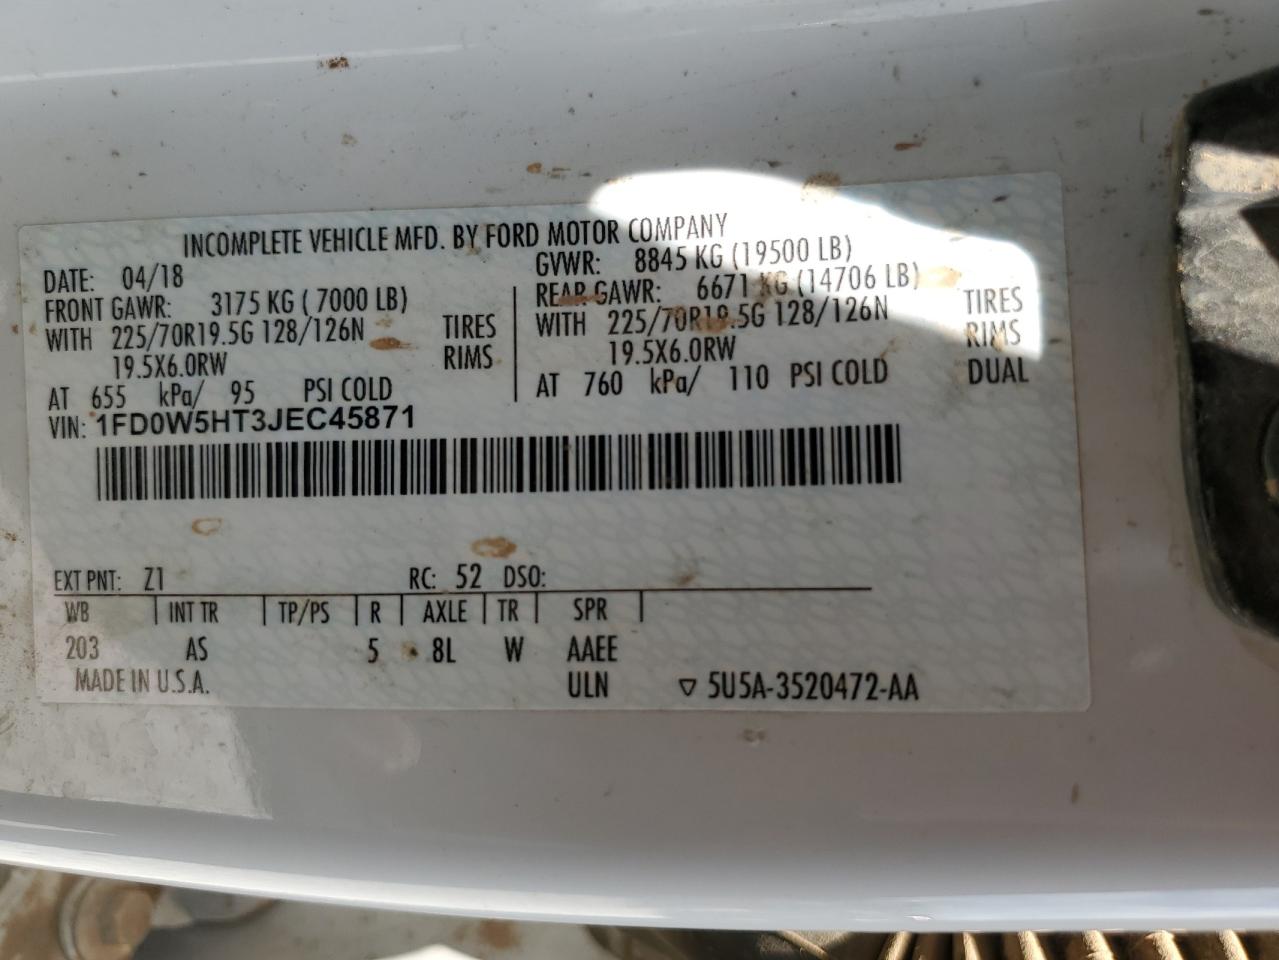 INCOMPLETE VEHICLE MFD. BY FORD MOTOR COMPANY
DATE: 04/18 GVWR: 8845 KG (19500 LB)
FRONT GAWR: 3175 KG ( 7000 LB) REAR GAWR: 6671 KG (14706 LB)
WITH 225/70R19.5G 128/126N TIRES WITH 225/70R19.5G 128/126N TIRES
19.5X6.0RW RIMS 19.5X6.0RW RIMS
AT 655 kPa/ 95 PSI COLD AT 760 kPa/ 110 PSI COLD DUAL
VIN: 1FD0W5HT3JEC45871
EXT PNT: Z1 RC: 52 DSO:
WB INT TR TP/PS R AXLE TR SPR
203 AS 5 8L W AAEE
MADE IN U.S.A. ULN ▽ 5U5A-3520472-AA